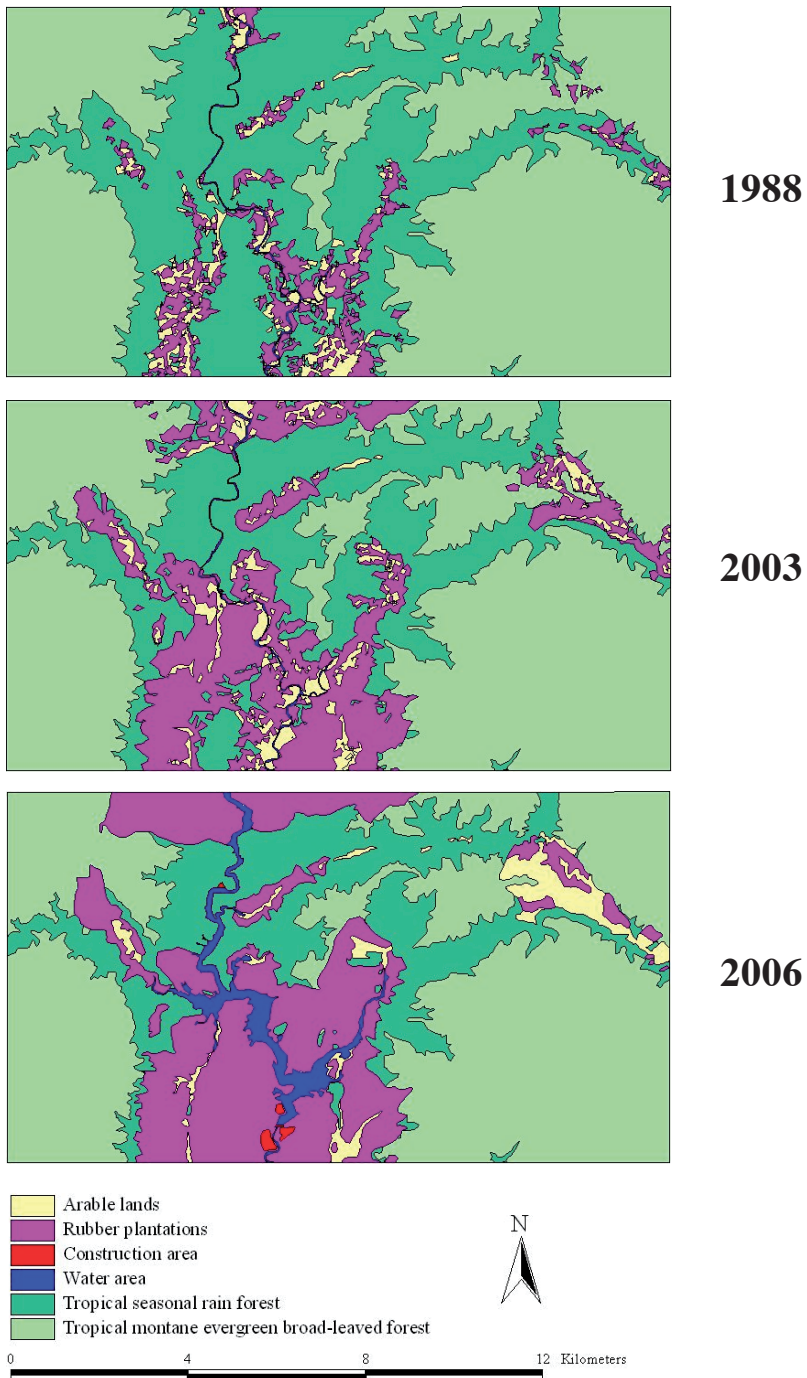 1988
2003
2006
Arable lands
Rubber plantations
Construction area
Water area
Tropical seasonal rain forest
Tropical montane evergreen broad-leaved forest
N
0 4 8 12 Kilometers